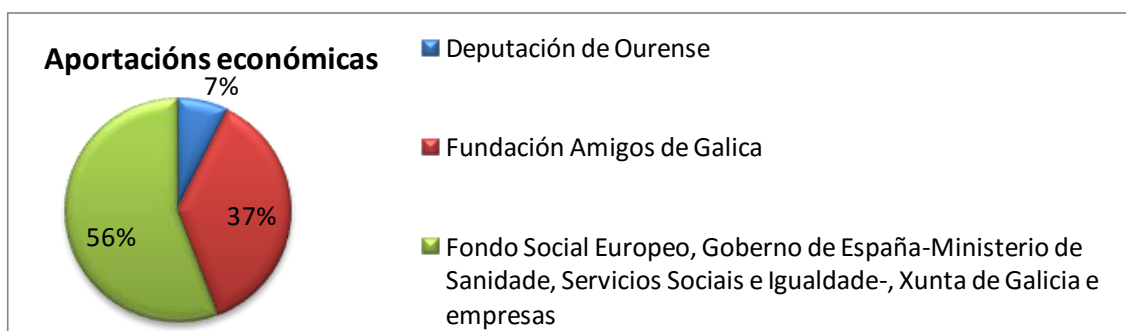 Aportacións económicas
7%
37%
56%
Deputación de Ourense
Fundación Amigos de Galica
Fondo Social Europeo, Goberno de España-Ministerio de
Sanidade, Servicios Sociais e Igualdade-, Xunta de Galicia e
empresas